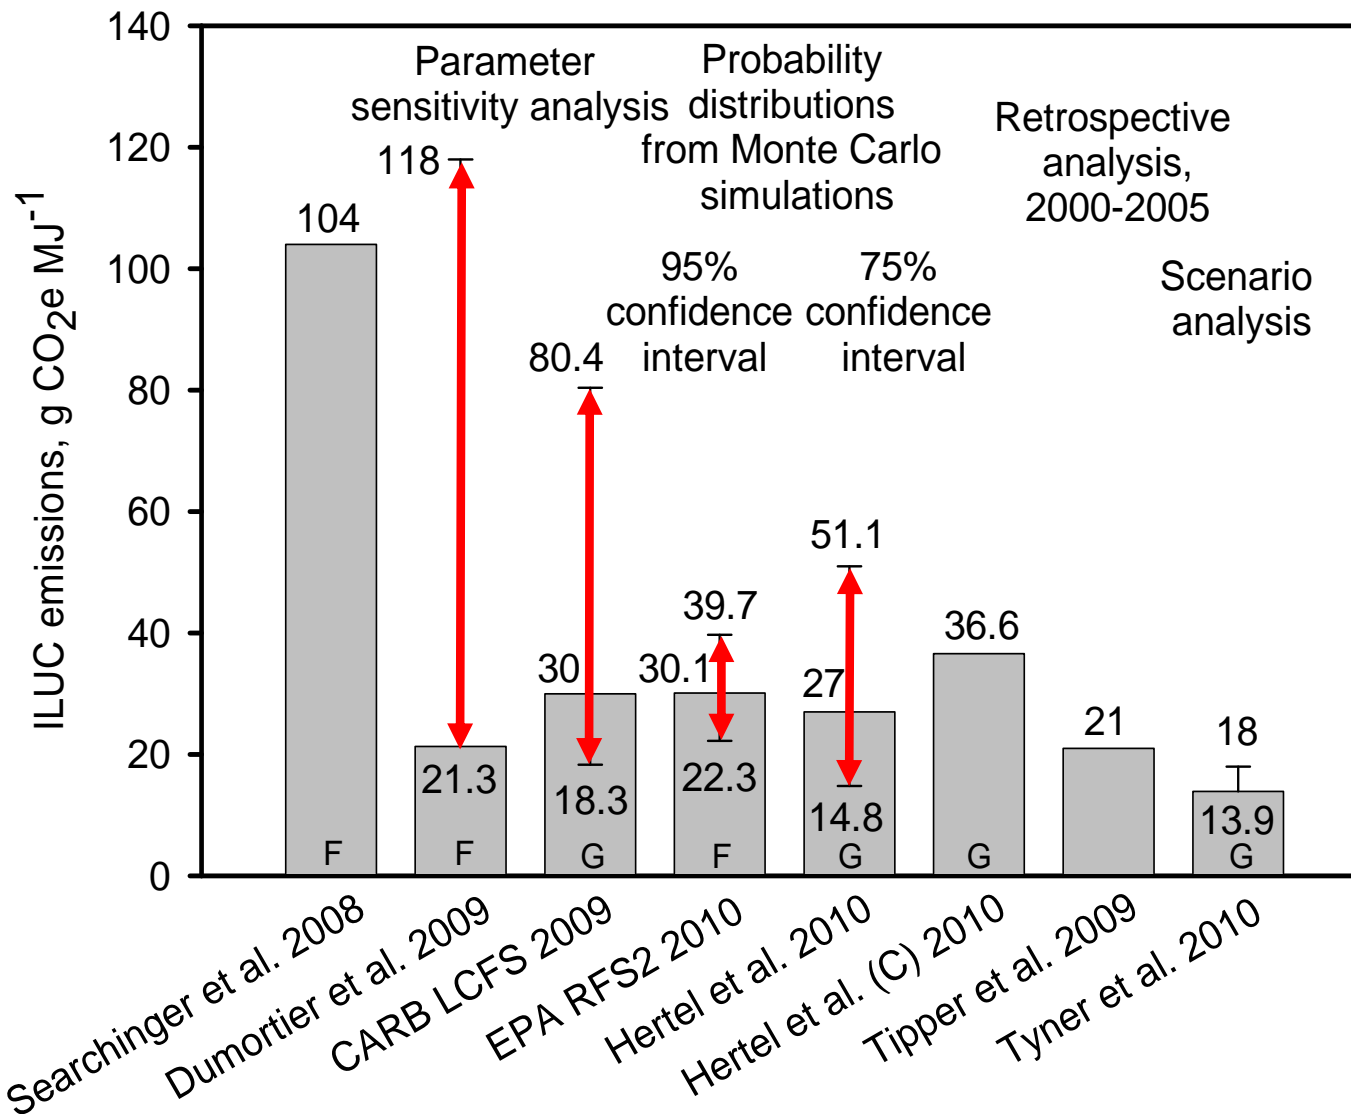 140
120
100
80
60
40
20
0
ILUC emissions, g CO2e MJ-1
Parameter
sensitivity analysis
Probability
distributions
from Monte Carlo
simulations
Retrospective
analysis,
2000-2005
95%
confidence
interval
75%
confidence
interval
Scenario
analysis
104
F
118
21.3
F
80.4
30
18.3
G
39.7
30.1
22.3
F
51.1
27
14.8
G
36.6
G
21
18
13.9
G
Searchinger et al. 2008
Dumortier et al. 2009
CARB LCFS 2009
EPA RFS2 2010
Hertel et al. 2010
Hertel et al. (C) 2010
Tipper et al. 2009
Tyner et al. 2010